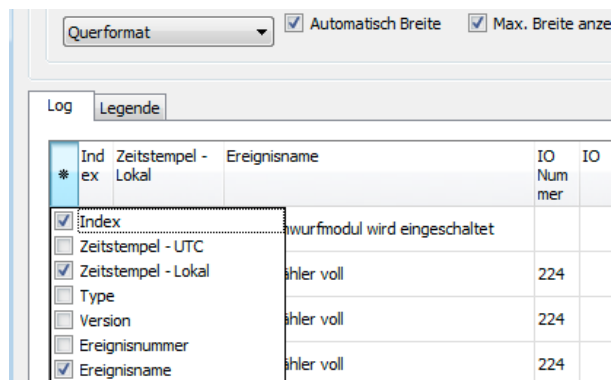 Querformat
Automatisch Breite
Max. Breite anze
Log
Legende
* Ind Zeitstempel - Ereignisname IO IO
ex Lokal Num
mer
Index
nwurfmodul wird eingeschaltet
Zeitstempel - UTC
Zeitstempel - Lokal
ähler voll 224
Type
Version
ähler voll 224
Ereignisnummer
Ereignisname
ähler voll 224